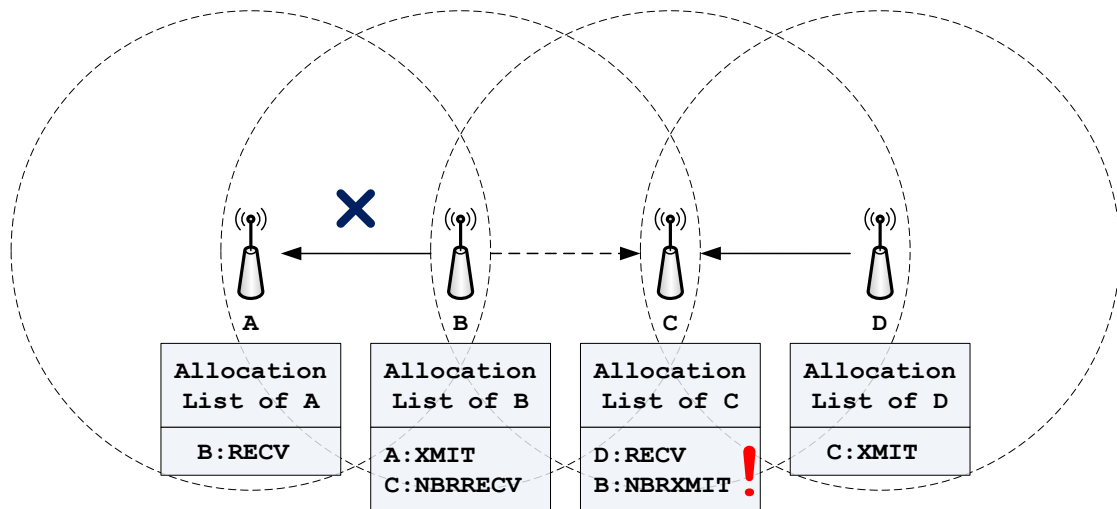 A
B
C
D
Allocation
List of A
B:RECV
Allocation
List of B
A:XMIT
C:NBRRECV
Allocation
List of C
D:RECV
B:NBRXMIT
!
Allocation
List of D
C:XMIT